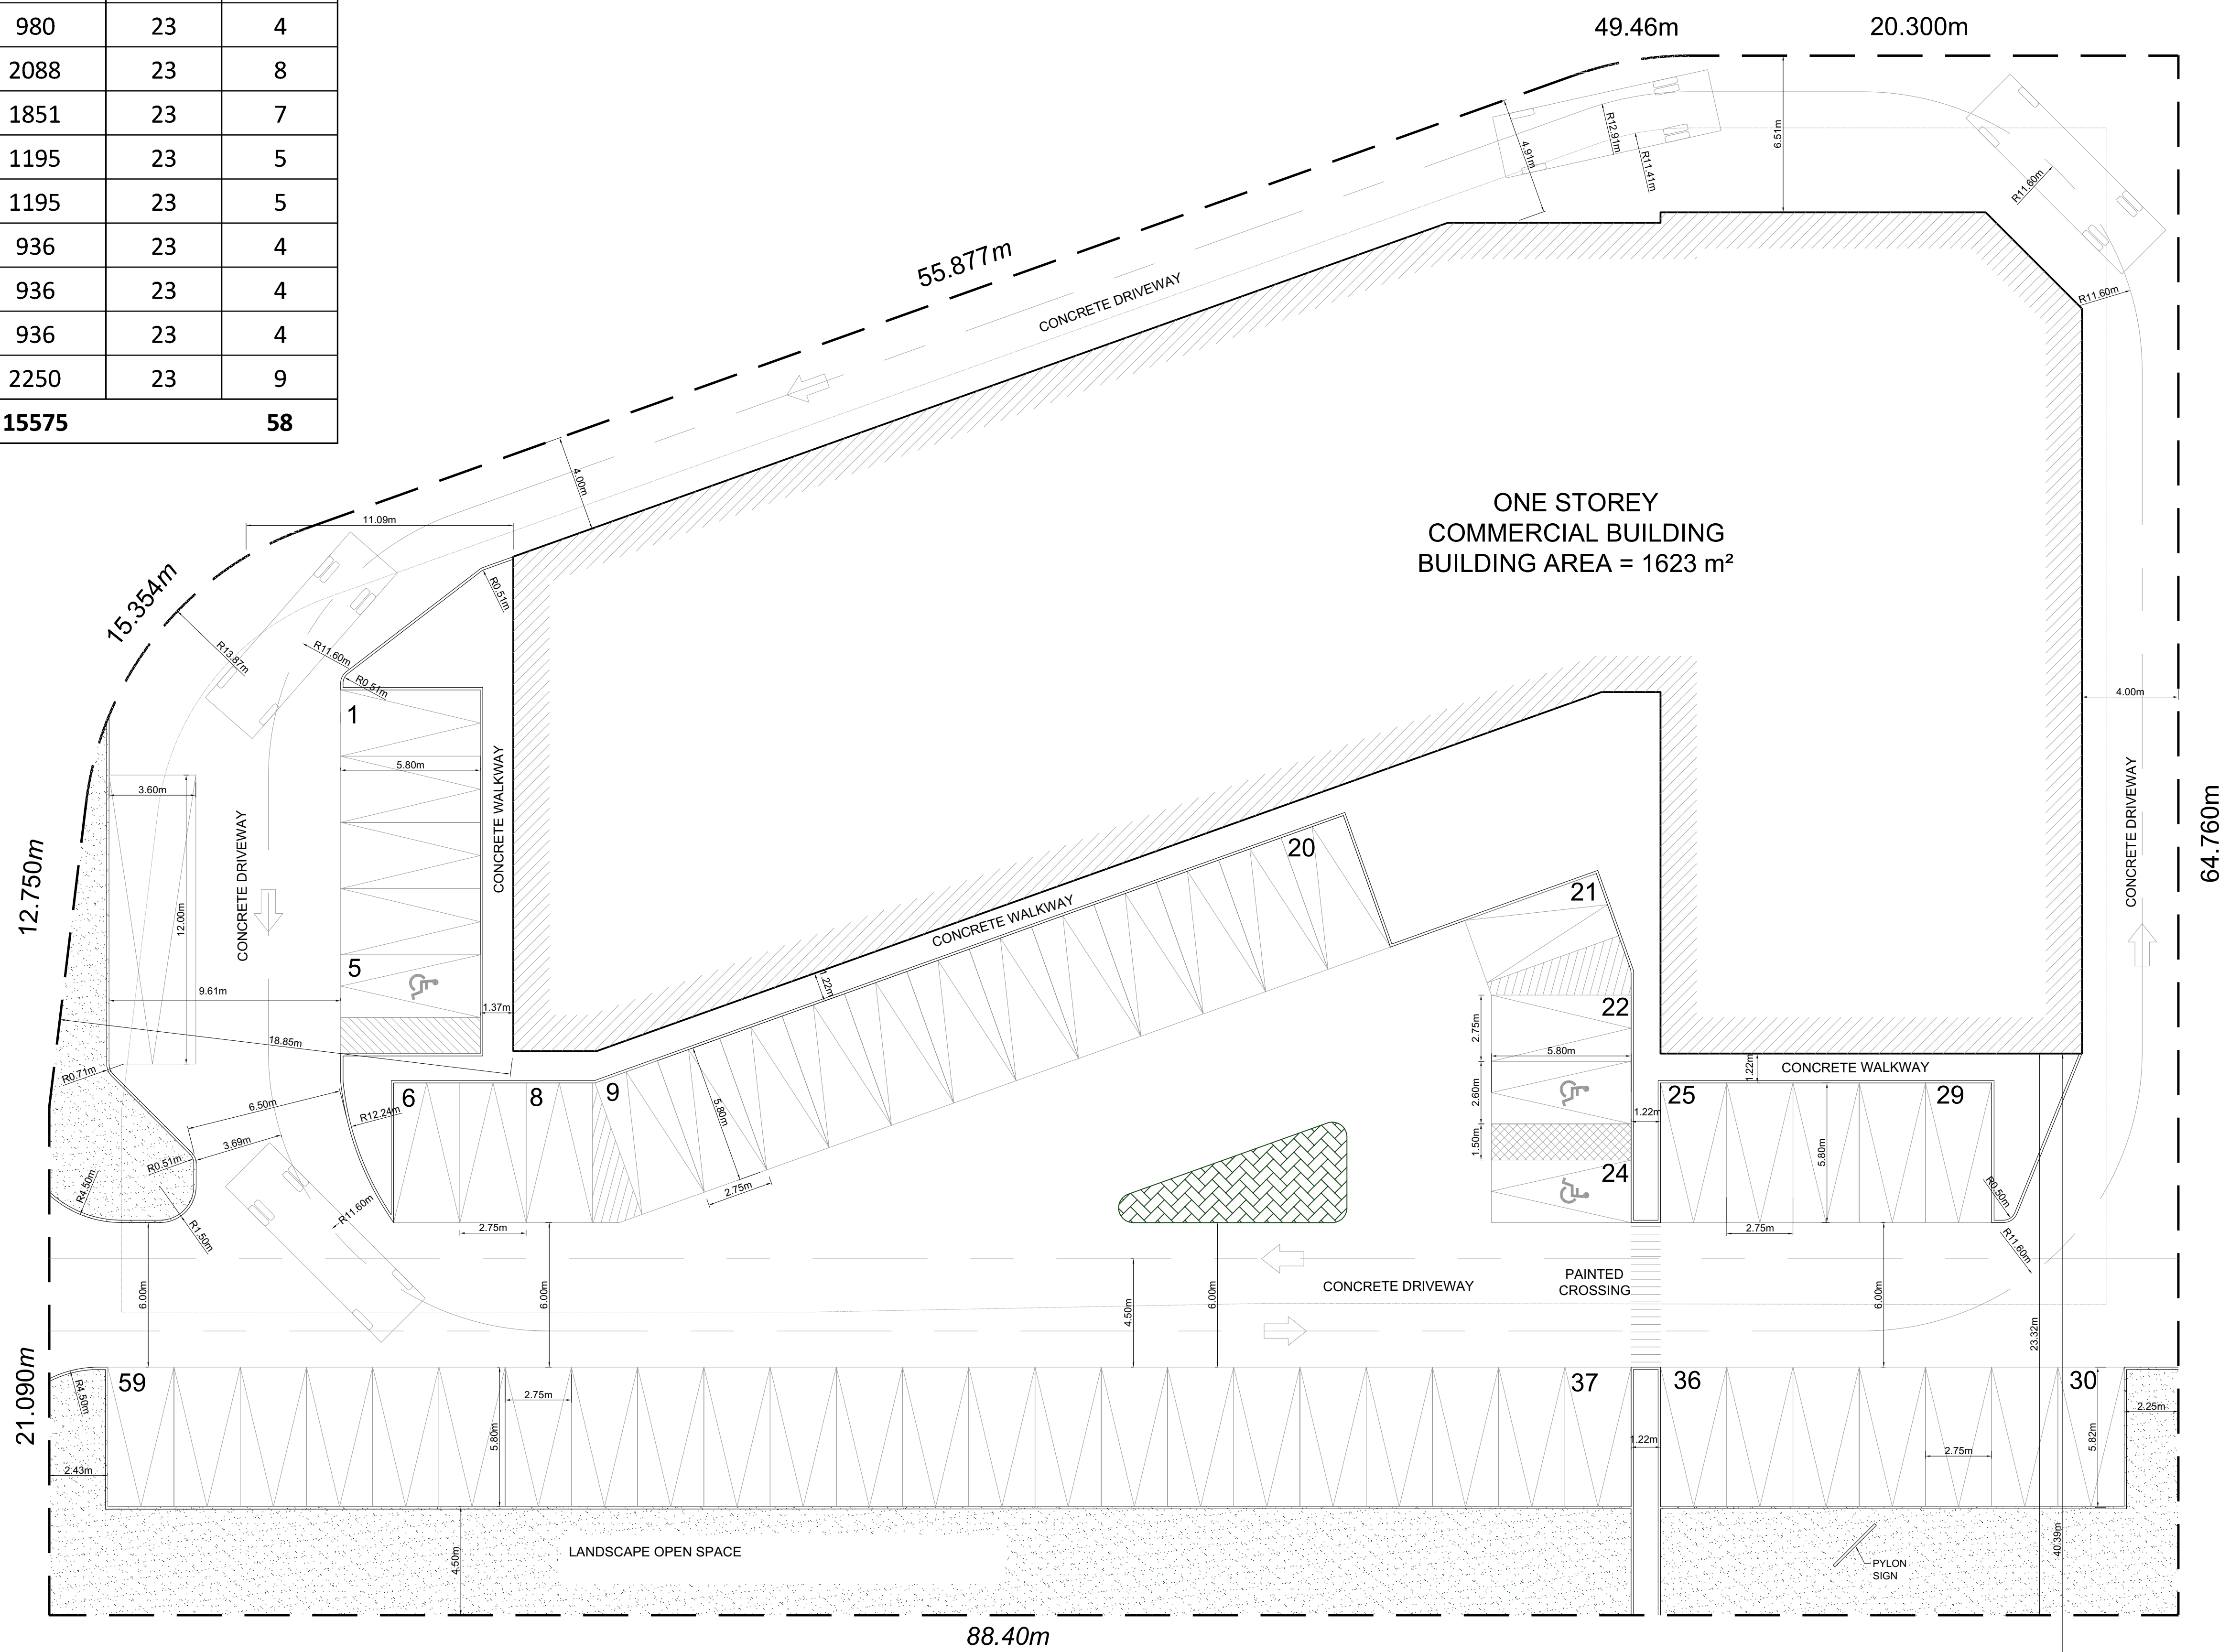 980 23 4
2088 23 8
1851 23 7
1195 23 5
1195 23 5
936 23 4
936 23 4
936 23 4
2250 23 9
15575 58
49.46m
20.300m
R12.91m
R11.41m
4.91m
6.51m
R11.60m
R11.60m
55.877m
CONCRETE DRIVEWAY
4.00m
11.09m
15.354m
R0.51m
R13.87m
R11.60m
R0.51m
ONE STOREY
COMMERCIAL BUILDING
BUILDING AREA = 1623 m²
4.00m
1
5.80m
3.60m
CONCRETE WALKWAY
CONCRETE DRIVEWAY
12.00m
12.750m
5
9.61m
1.37m
18.85m
CONCRETE WALKWAY
1.22m
20
21
22
2.75m
5.80m
2.60m
1.50m
24
1.22m
CONCRETE DRIVEWAY
64.760m
CONCRETE WALKWAY
1.22m
25
29
5.80m
2.75m
R0.50m
R11.60m
R0.71m
6.50m
3.69m
R0.51m
R4.50m
R1.50m
R12.24m
R11.60m
6
8
9
5.80m
2.75m
2.75m
6.00m
6.00m
4.50m
6.00m
CONCRETE DRIVEWAY
PAINTED
CROSSING
6.00m
23.32m
21.090m
R4.50m
59
2.75m
5.80m
37
36
30
1.22m
2.75m
5.82m
2.25m
2.43m
4.50m
LANDSCAPE OPEN SPACE
PYLON
SIGN
40.39m
88.40m